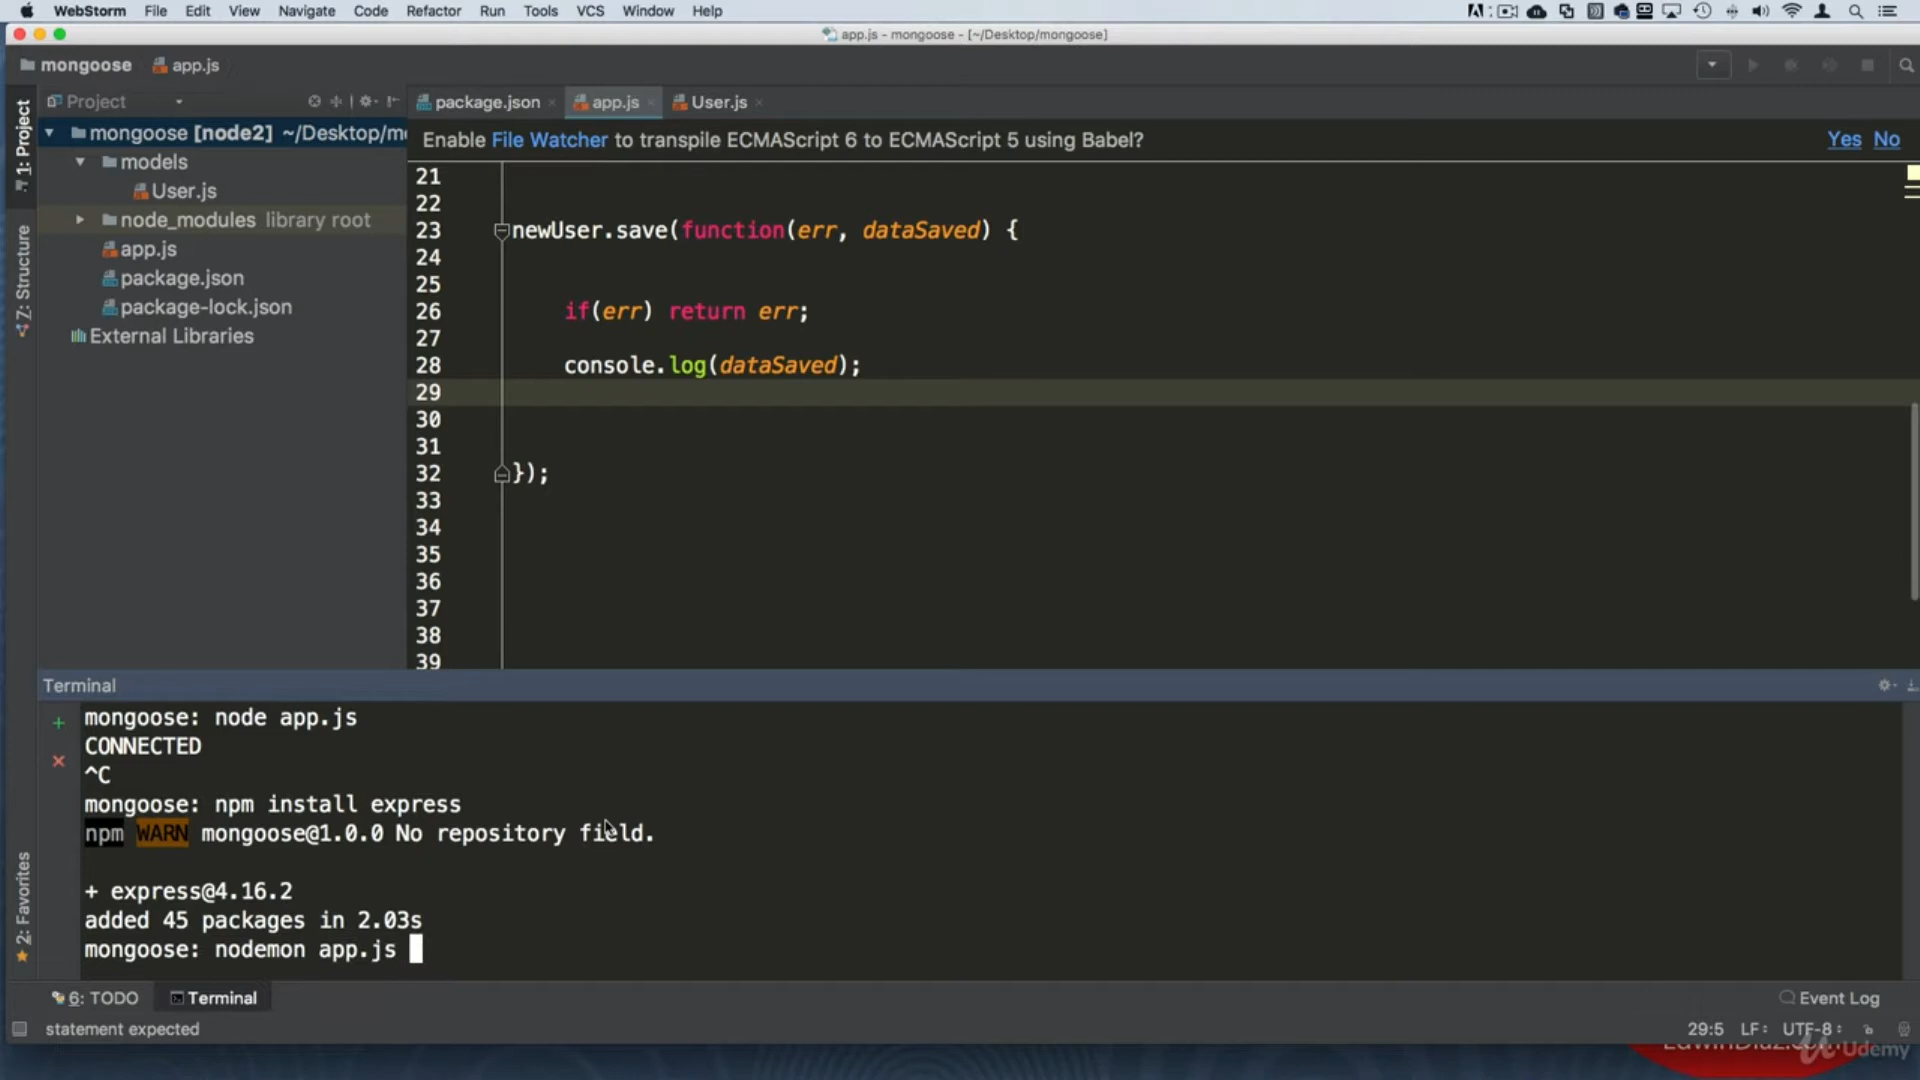 WebStorm File Edit View Navigate Code Refactor Run Tools VCS Window Help
app.js - mongoose - [~/Desktop/mongoose]
mongoose app.js
Project
package.json × app.js × User.js ×
1: Project
Z: Structure
2: Favorites
mongoose [node2] ~/Desktop/mo
models
User.js
node_modules library root
app.js
package.json
package-lock.json
External Libraries
Enable File Watcher to transpile ECMAScript 6 to ECMAScript 5 using Babel?
Yes No
21
22
23 newUser.save(function(err, dataSaved) {
24
25
26 if(err) return err;
27
28 console.log(dataSaved);
29
30
31
32 });
33
34
35
36
37
38
39
Terminal
mongoose: node app.js
CONNECTED
^C
mongoose: npm install express
npm WARN mongoose@1.0.0 No repository field.
+ express@4.16.2
added 45 packages in 2.03s
mongoose: nodemon app.js
6: TODO Terminal
Event Log
statement expected
29:5 LF: UTF-8:
Udemy